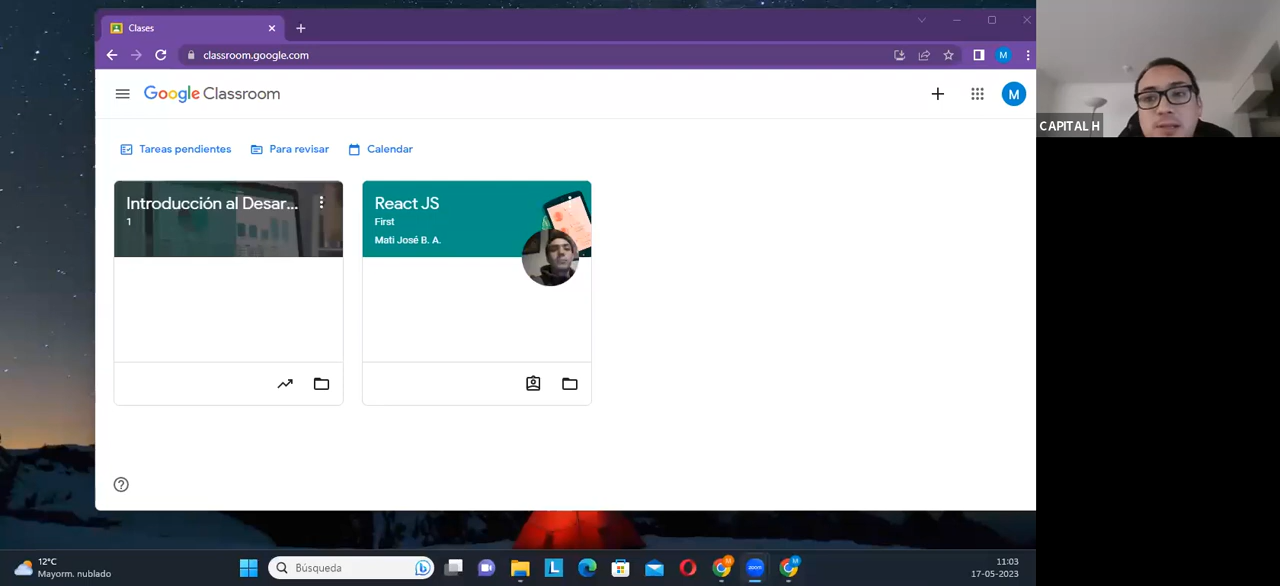 Clases
classroom.google.com
M
Google Classroom
M
Tareas pendientes
Para revisar
Calendar
Introducción al Desar...
1
React JS
First
Mati José B. A.
CAPITAL H
12°C
Mayorm. nublado
Búsqueda
L
zoom
11:03
17-05-2023